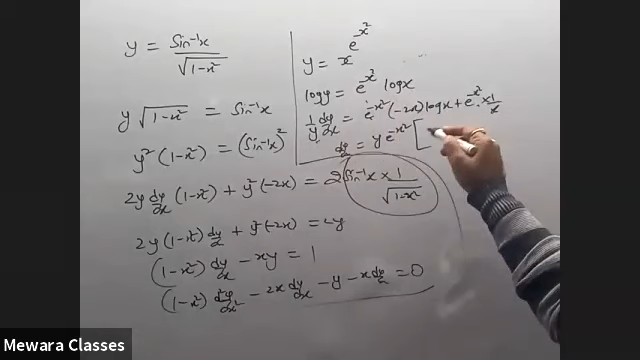 y = Sin⁻¹x / √(1-x²)
y √(1-x²) = Sin⁻¹x
y² (1-x²) = (Sin⁻¹x)²
2y dy/dx (1-x²) + y² (-2x) = 2 Sin⁻¹x × 1/√(1-x²)
2y (1-x²) dy/dx + y² (-2x) = 2y
(1-x²) dy/dx - xy = 1
(1-x²) d²y/dx² - 2x dy/dx - y - x dy/dx = 0
y = x^e^-x²
logy = e^-x² logx
1/y dy/dx = e^-x² (-2x) logx + e^-x² × 1/x
dy/dx = y e^-x² [
Mewara Classes